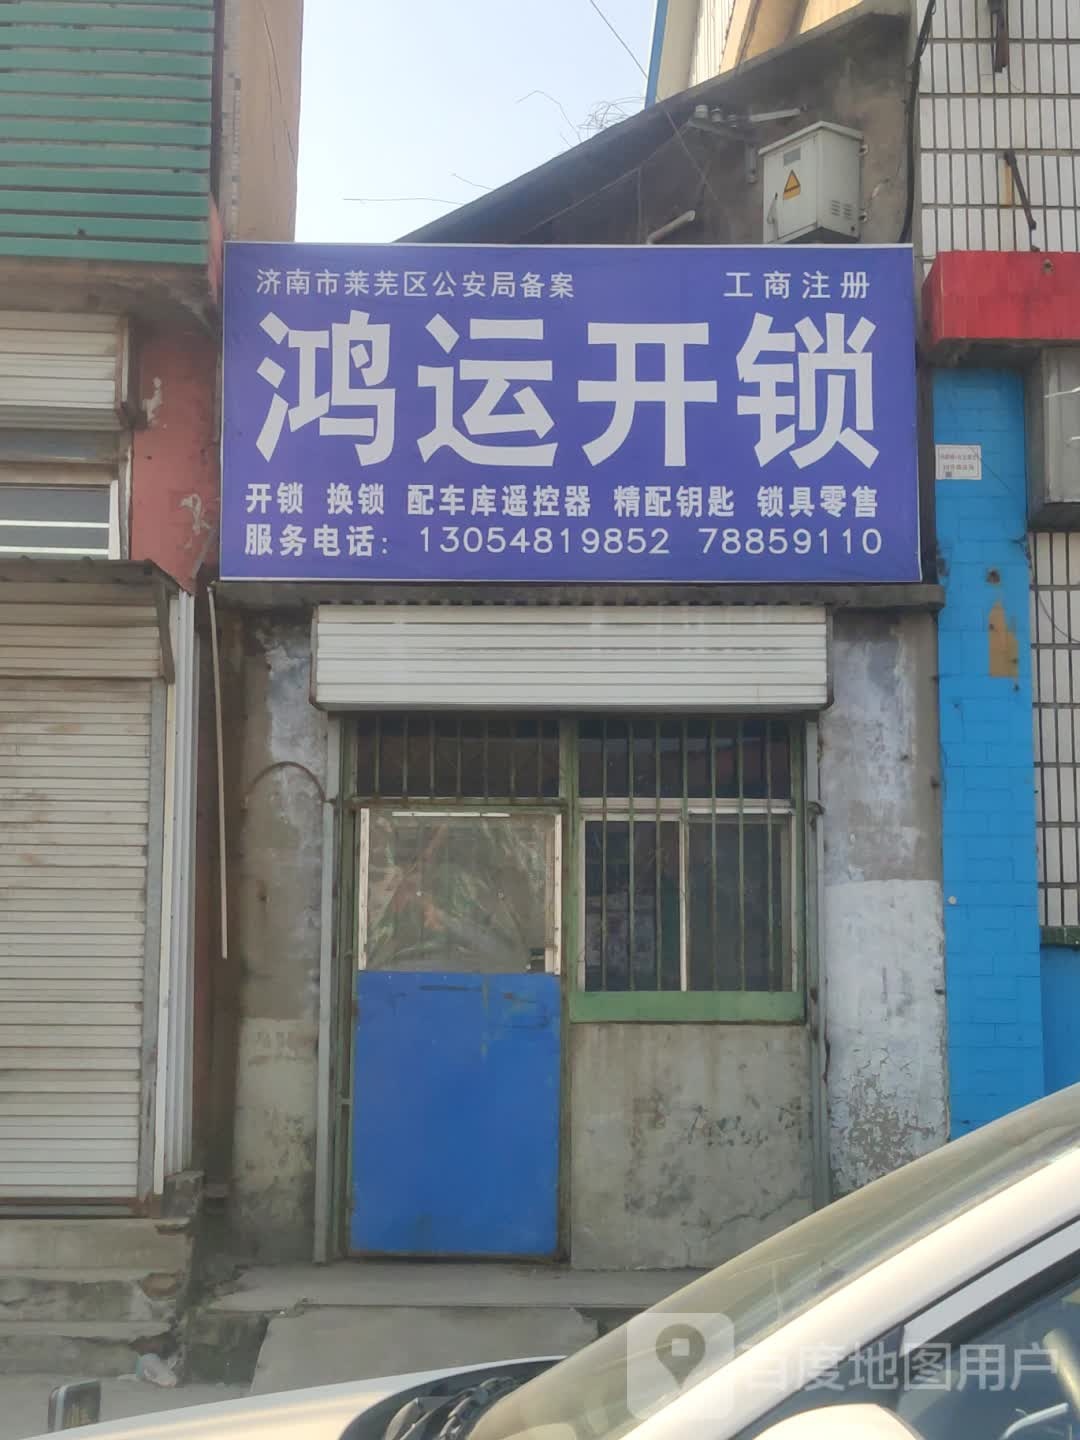 济南市莱芜区公安局备案 工商注册
鸿运开锁
开锁 换锁 配车库遥控器 精配钥匙 锁具零售
服务电话：13054819852 78859110
百度地图用户